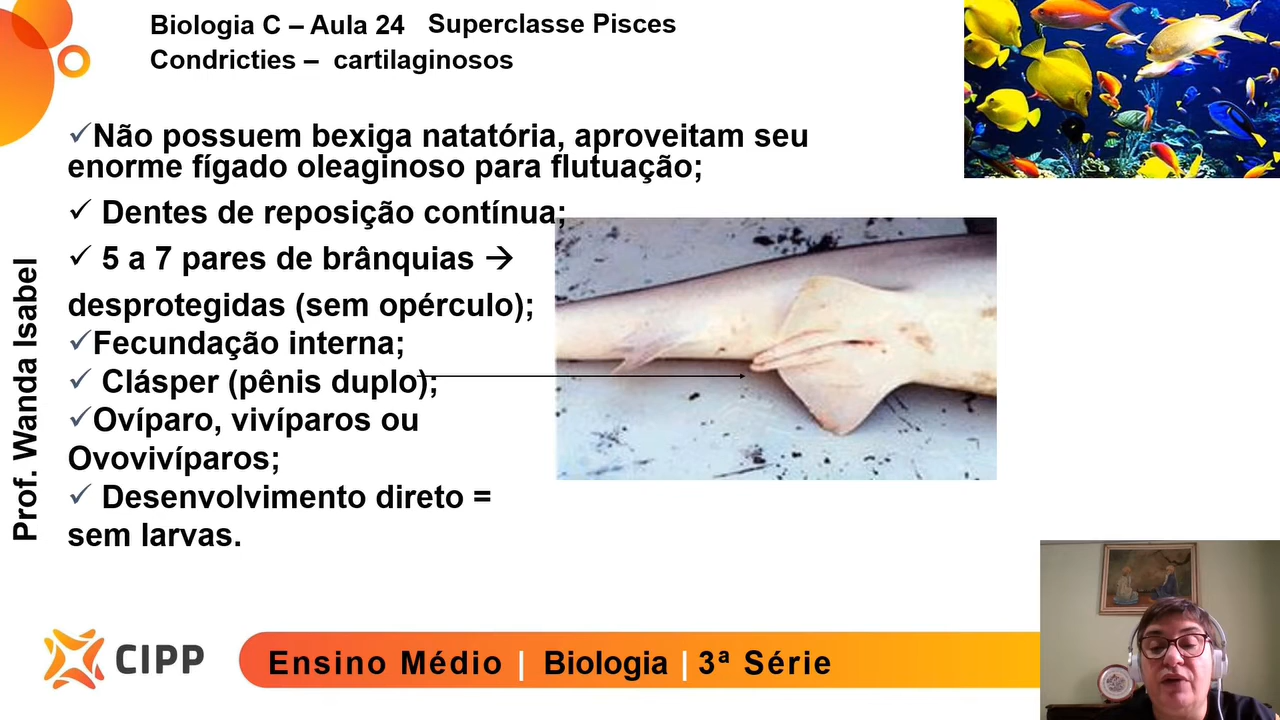 Biologia C – Aula 24 Superclasse Pisces
Condricties – cartilaginosos
✓Não possuem bexiga natatória, aproveitam seu
enorme fígado oleaginoso para flutuação;
✓ Dentes de reposição contínua;
✓ 5 a 7 pares de brânquias →
desprotegidas (sem opérculo);
✓Fecundação interna;
✓ Clásper (pênis duplo);
✓Ovíparo, vivíparos ou
Ovovivíparos;
✓ Desenvolvimento direto =
sem larvas.
Prof. Wanda Isabel
CIPP
Ensino Médio | Biologia | 3ª Série